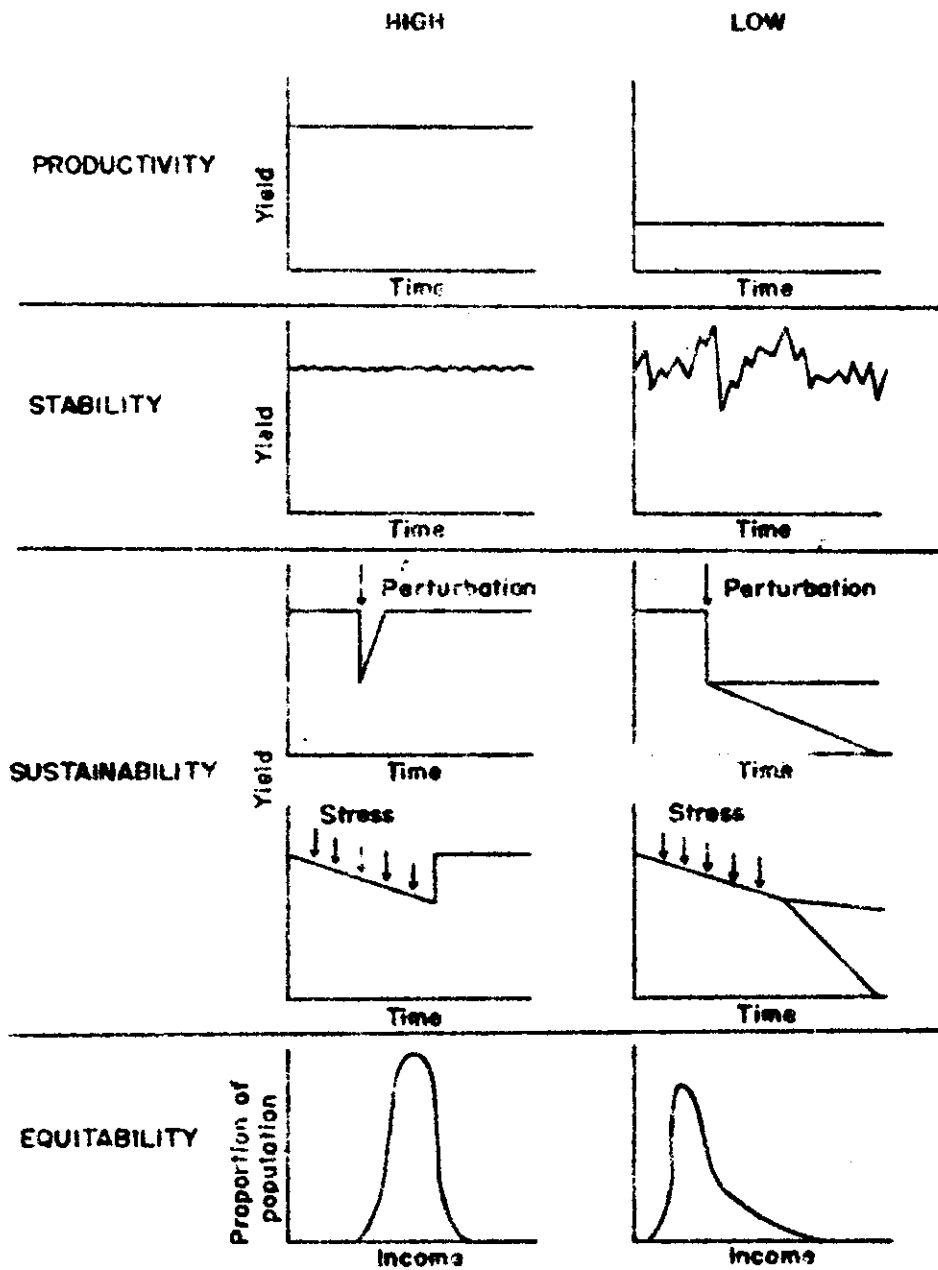 HIGH
LOW
PRODUCTIVITY
Yield
Time
Time
STABILITY
Yield
Time
Time
SUSTAINABILITY
Yield
Perturbation
Time
Perturbation
Time
Stress
Time
Stress
Time
EQUITABILITY
Proportion of
population
Income
Income